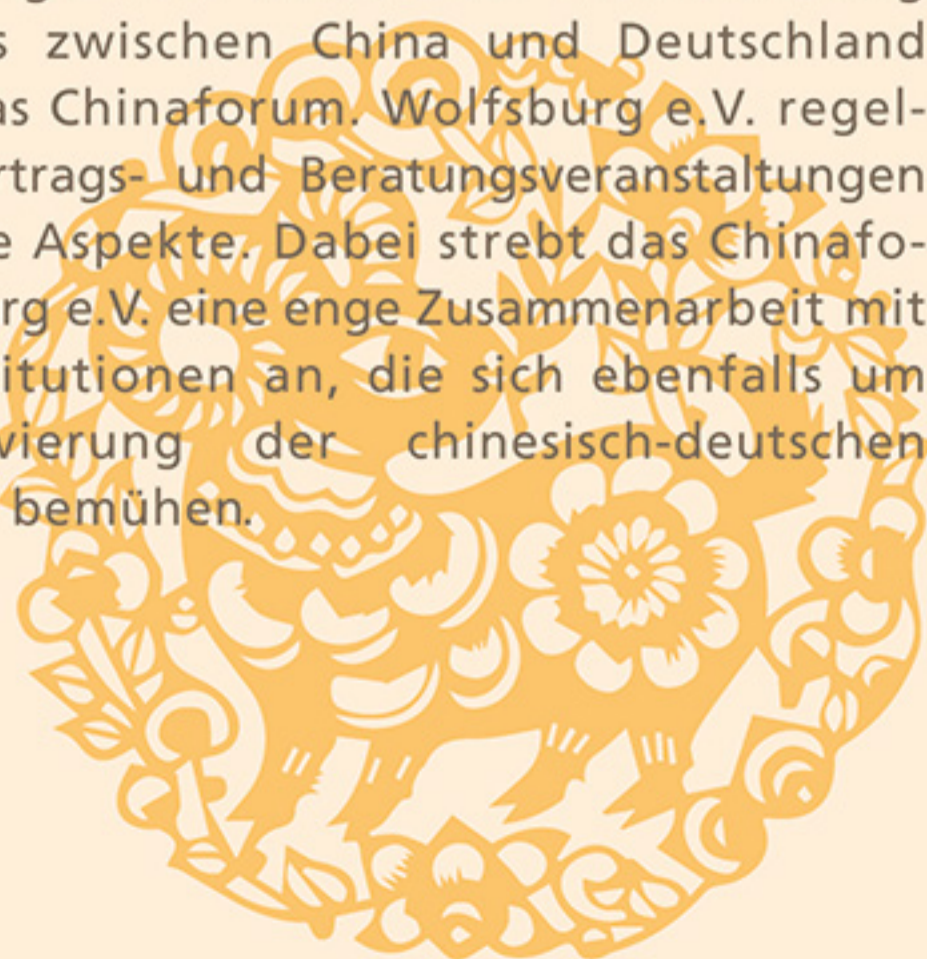 s zwischen China und Deutschland
as Chinaforum. Wolfsburg e.V. regel-
rtrags- und Beratungsveranstaltungen
e Aspekte. Dabei strebt das Chinafo-
rg e.V. eine enge Zusammenarbeit mit
itutionen an, die sich ebenfalls um
vierung der chinesisch-deutschen
bemühen.